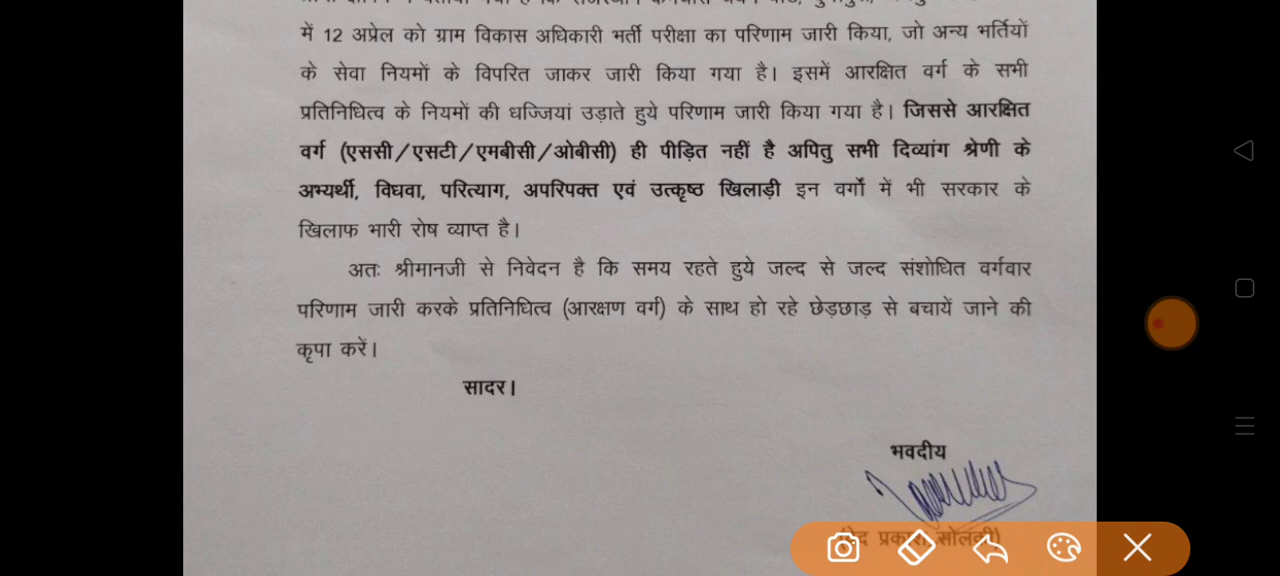 में 12 अप्रेल को ग्राम विकास अधिकारी भर्ती परीक्षा का परिणाम जारी किया, जो अन्य भर्तियों
के सेवा नियमों के विपरित जाकर जारी किया गया है। इसमें आरक्षित वर्ग के सभी
प्रतिनिधित्व के नियमों की धज्जियां उड़ाते हुये परिणाम जारी किया गया है। जिससे आरक्षित
वर्ग (एससी/एसटी/एमबीसी/ओबीसी) ही पीड़ित नहीं है अपितु सभी दिव्यांग श्रेणी के
अभ्यर्थी, विघवा, परित्याग, अपरिपक्त एवं उत्कृष्ठ खिलाड़ी इन वर्गों में भी सरकार के
खिलाफ भारी रोष व्याप्त है।
अतः श्रीमानजी से निवेदन है कि समय रहते हुये जल्द से जल्द संशोधित वर्गवार
परिणाम जारी करके प्रतिनिधित्व (आरक्षण वर्ग) के साथ हो रहे छेड़छाड़ से बचायें जाने की
कृपा करें।
सादर।
भवदीय
प्रकाश सोलंकी)